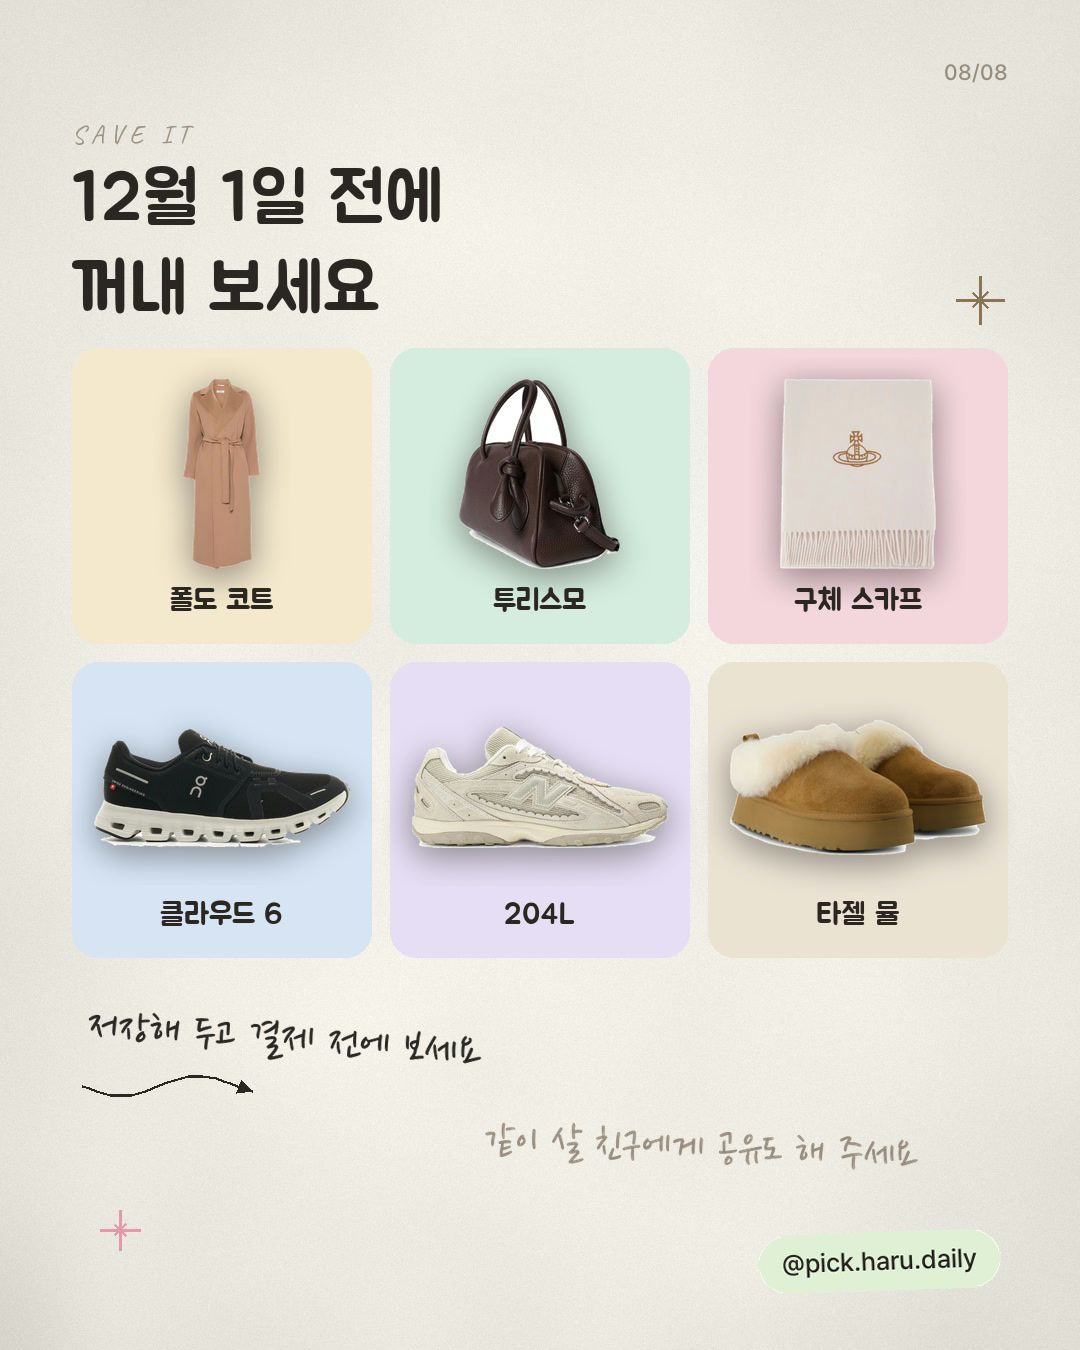 08/08
SAVE IT
12월 1일 전에
꺼내 보세요
폴도 코트
투리스모
구체 스카프
클라우드 6
204L
타젤 뮬
저장해 두고 결제 전에 보세요
같이 살 친구에게 공유도 해 주세요
@pick.haru.daily